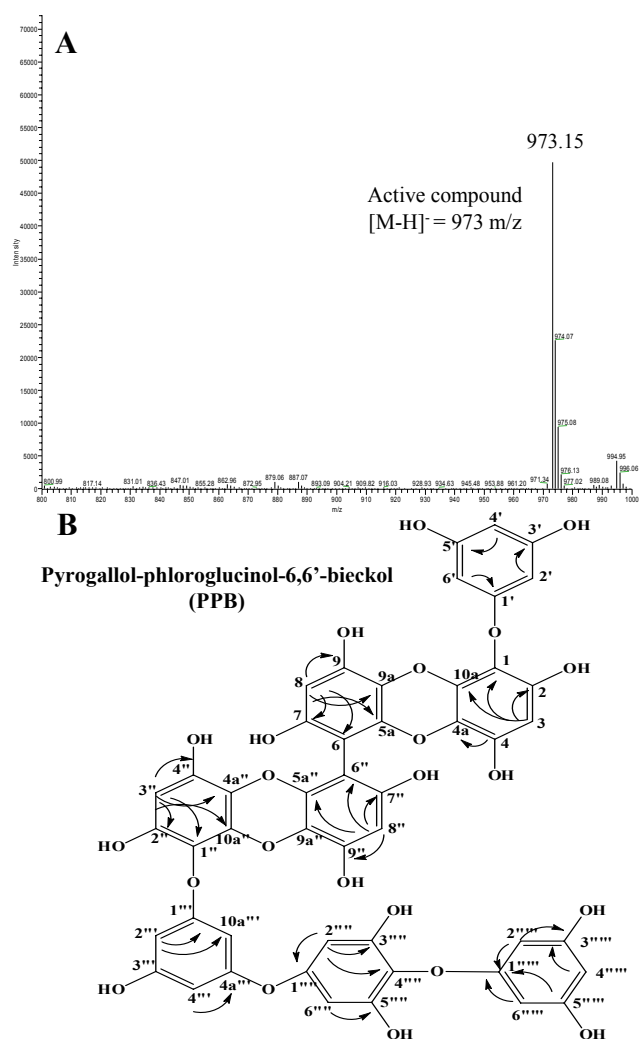 A
70000
65000
60000
55000
50000
45000
40000
35000
30000
25000
20000
15000
10000
5000
0
Intensity
973.15
Active compound
[M-H]- = 973 m/z
974.07
975.08
976.13
977.02
971.34
994.95
996.06
989.08
800.99 817.14 831.01 836.43 847.01 855.28 862.96 872.95 879.06 887.07 893.09 904.21 909.82 916.03 928.93 934.63 945.48 953.88 961.20
800 810 820 830 840 850 860 870 880 890 900 910 920 930 940 950 960 970 980 990 1000
m/z
B
Pyrogallol-phloroglucinol-6,6'-bieckol
(PPB)
HO 4' OH
5' 3'
6' 2'
1'
O
OH
9 O 1
8 9a 10a 2 OH
7 5a 4a 3
HO 6 O 4
OH
OH
4" 6"
3" 4a" O 5a" 7" OH
2" 10a" O 9a" 8"
HO 1" 9"
O OH
1"'
2"' 10a"'
3"' 4a"'
HO 4"' O
OH
2"" 3""
1"" 4"" O
6"" 5""
OH
OH
2""' 3""'
1""' 4""'
6""' 5""'
OH